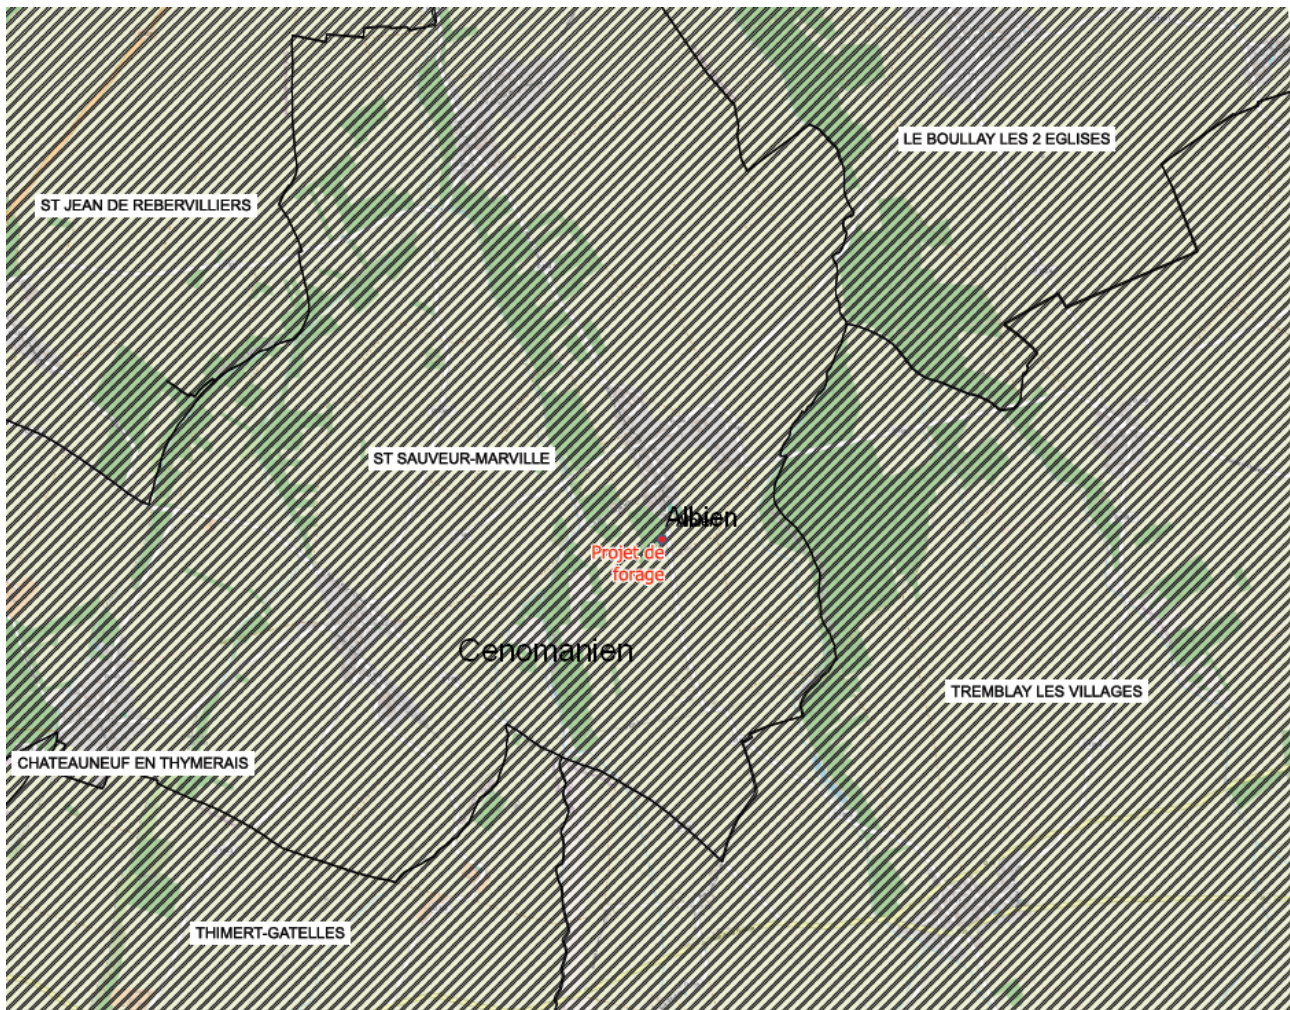 LE BOULLAY LES 2 EGLISES
ST JEAN DE REBERVILLIERS
ST SAUVEUR-MARVILLE
Albien
Projet de
forage
Cenomanien
TREMBLAY LES VILLAGES
CHATEAUNEUF EN THYMERAIS
THIMERT-GATELLES